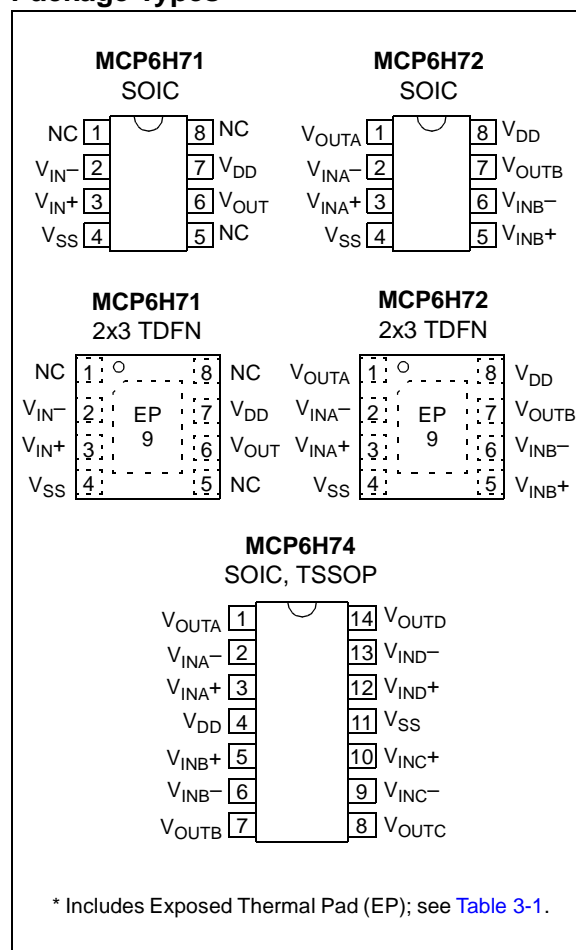 Package Types
MCP6H71
SOIC
NC 1 8 NC
VIN– 2 7 VDD
VIN+ 3 6 VOUT
VSS 4 5 NC
MCP6H72
SOIC
VOUTA 1 8 VDD
VINA– 2 7 VOUTB
VINA+ 3 6 VINB–
VSS 4 5 VINB+
MCP6H71
2x3 TDFN
NC 1 8 NC
VIN– 2 EP 7 VDD
VIN+ 3 9 6 VOUT
VSS 4 5 NC
MCP6H72
2x3 TDFN
VOUTA 1 8 VDD
VINA– 2 EP 7 VOUTB
VINA+ 3 9 6 VINB–
VSS 4 5 VINB+
MCP6H74
SOIC, TSSOP
VOUTA 1 14 VOUTD
VINA– 2 13 VIND–
VINA+ 3 12 VIND+
VDD 4 11 VSS
VINB+ 5 10 VINC+
VINB– 6 9 VINC–
VOUTB 7 8 VOUTC
* Includes Exposed Thermal Pad (EP); see Table 3-1.